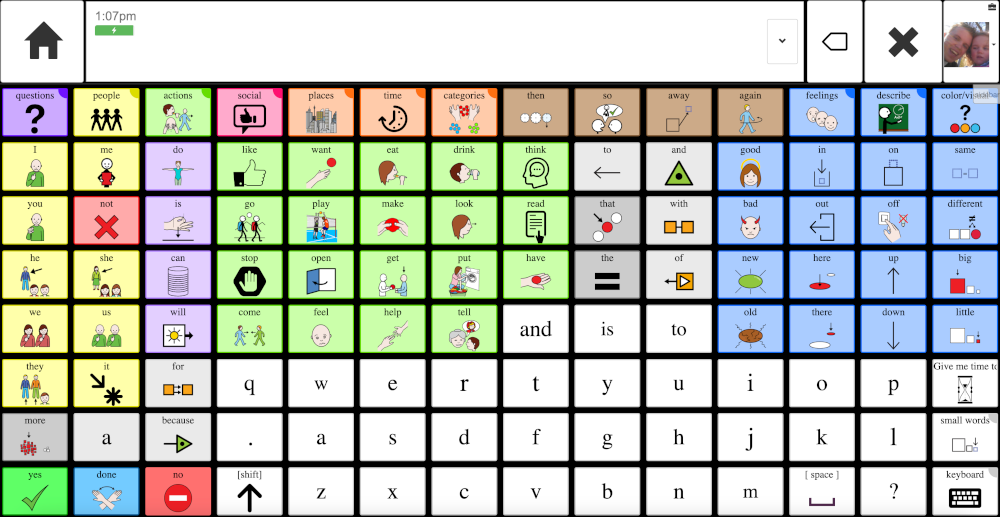 1:07pm
questions people actions social places time categories then so away again feelings describe
I me do like want eat drink think to and good in on same
you not is go play make look read that with bad out off different
he she can stop open get put have the of new here up big
we us will come feel help tell and is to old there down little
they it for q w e r t y u i o p Give me time to
more a because . a s d f g h j k l small words
yes done no [shift] z x c v b n m [ space ] ? keyboard